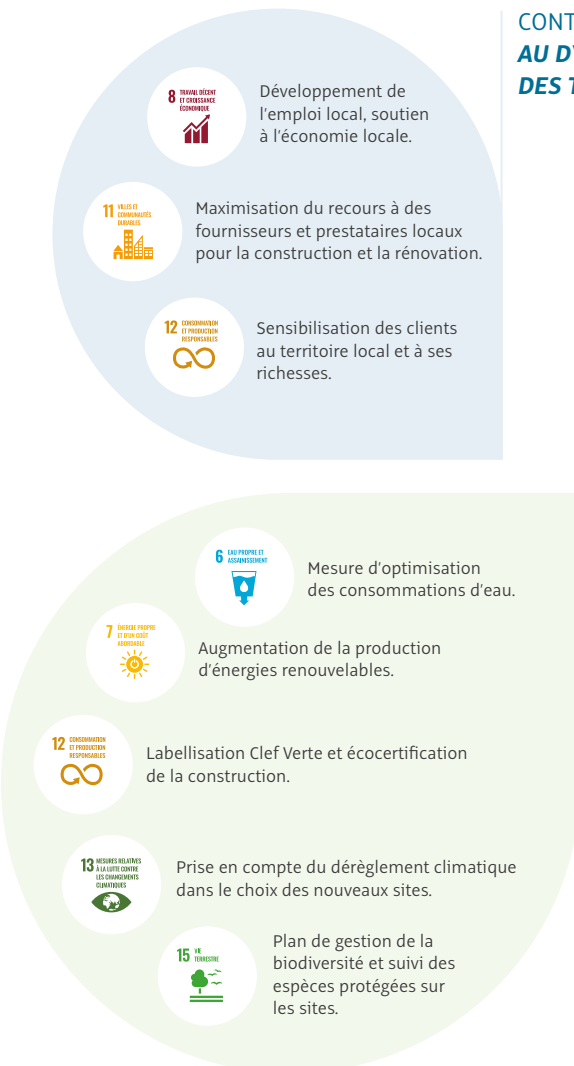 8 TRAVAIL DÉCENT
ET CROISSANCE
ÉCONOMIQUE
Développement de
l'emploi local, soutien
à l'économie locale.
11 VILLES ET
COMMUNAUTÉS
DURABLES
Maximisation du recours à des
fournisseurs et prestataires locaux
pour la construction et la rénovation.
12 CONSOMMATION
ET PRODUCTION
RESPONSABLES
Sensibilisation des clients
au territoire local et à ses
richesses.
CONT
AU D
DES T
6 EAU PROPRE ET
ASSAINISSEMENT
Mesure d'optimisation
des consommations d'eau.
7 ÉNERGIE PROPRE
ET D'UN COÛT
ABORDABLE
Augmentation de la production
d'énergies renouvelables.
12 CONSOMMATION
ET PRODUCTION
RESPONSABLES
Labellisation Clef Verte et écocertification
de la construction.
13 MESURES RELATIVES
À LA LUTTE CONTRE
LES CHANGEMENTS
CLIMATIQUES
Prise en compte du dérèglement climatique
dans le choix des nouveaux sites.
15 VIE
TERRESTRE
Plan de gestion de la
biodiversité et suivi des
espèces protégées sur
les sites.